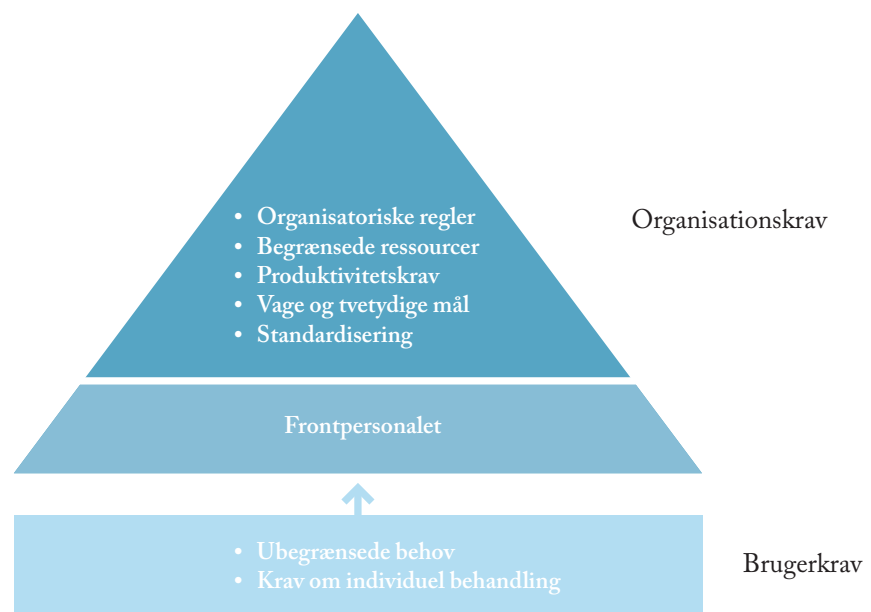 • Organisatoriske regler
• Begrænsede ressourcer
• Produktivitetskrav
• Vage og tvetydige mål
• Standardisering
Organisationskrav
Frontpersonalet
• Ubegrænsede behov
• Krav om individuel behandling
Brugerkrav